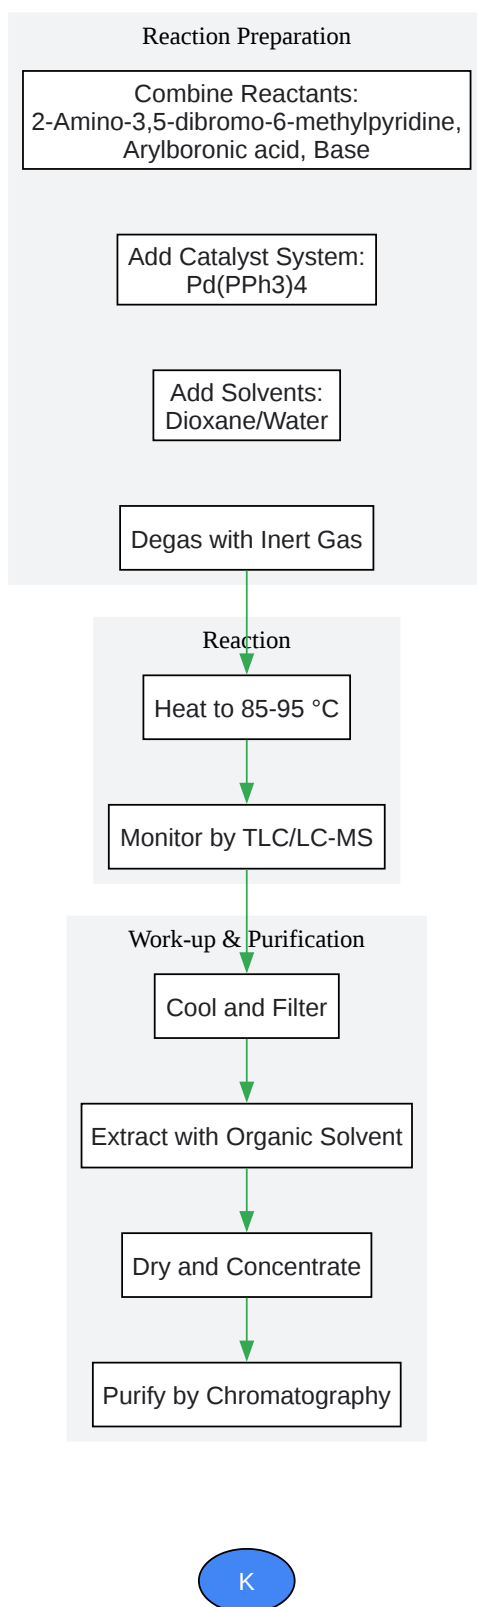 Reaction Preparation
Combine Reactants:
2-Amino-3,5-dibromo-6-methylpyridine,
Arylboronic acid, Base
Add Catalyst System:
Pd(PPh3)4
Add Solvents:
Dioxane/Water
Degas with Inert Gas
Reaction
Heat to 85-95 °C
Monitor by TLC/LC-MS
Work-up & Purification
Cool and Filter
Extract with Organic Solvent
Dry and Concentrate
Purify by Chromatography
K